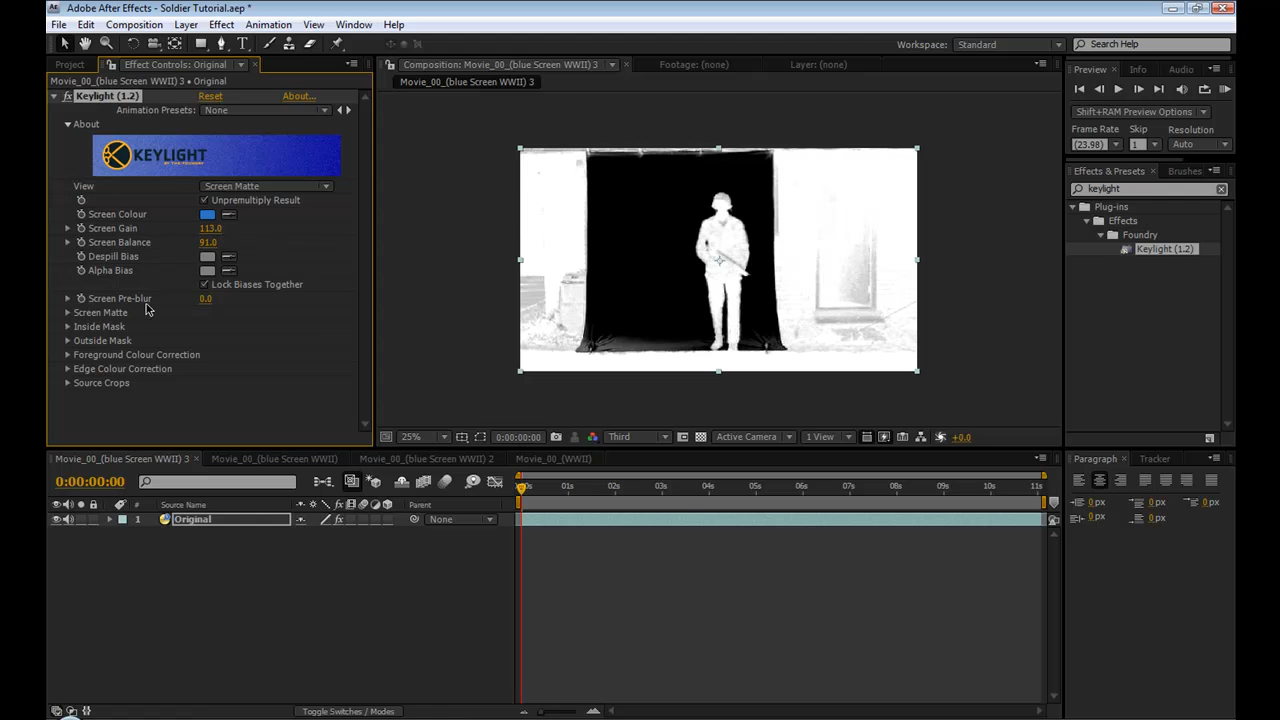 Adobe After Effects - Soldier Tutorial.aep *
File Edit Composition Layer Effect Animation View Window Help
Workspace: Standard Search Help
Project Effect Controls: Original
Movie_00_(blue Screen WWII) 3 • Original
fx Keylight (1.2) Reset About...
Animation Presets: None
About
KEYLIGHT
BY THE FOUNDRY
View Screen Matte
Unpremultiply Result
Screen Colour
Screen Gain 113.0
Screen Balance 91.0
Despill Bias
Alpha Bias
Lock Biases Together
Screen Pre-blur 0.0
Screen Matte
Inside Mask
Outside Mask
Foreground Colour Correction
Edge Colour Correction
Source Crops
Composition: Movie_00_(blue Screen WWII) 3 Footage: (none) Layer: (none)
Movie_00_(blue Screen WWII) 3
25% 0:00:00:00 Third Active Camera 1 View +0.0
Preview Info Audio
Shift+RAM Preview Options
Frame Rate Skip Resolution
(23.98) 1 Auto
Effects & Presets Brushes
keylight
Plug-ins
Effects
Foundry
Keylight (1.2)
Movie_00_(blue Screen WWII) 3 Movie_00_(blue Screen WWII) Movie_00_(blue Screen WWII) 2 Movie_00_(WWII)
0:00:00:00
01s 02s 03s 04s 05s 06s 07s 08s 09s 10s 11s
# Source Name Parent
1 Original None
Toggle Switches / Modes
Paragraph Tracker
0 px 0 px 0 px
0 px 0 px